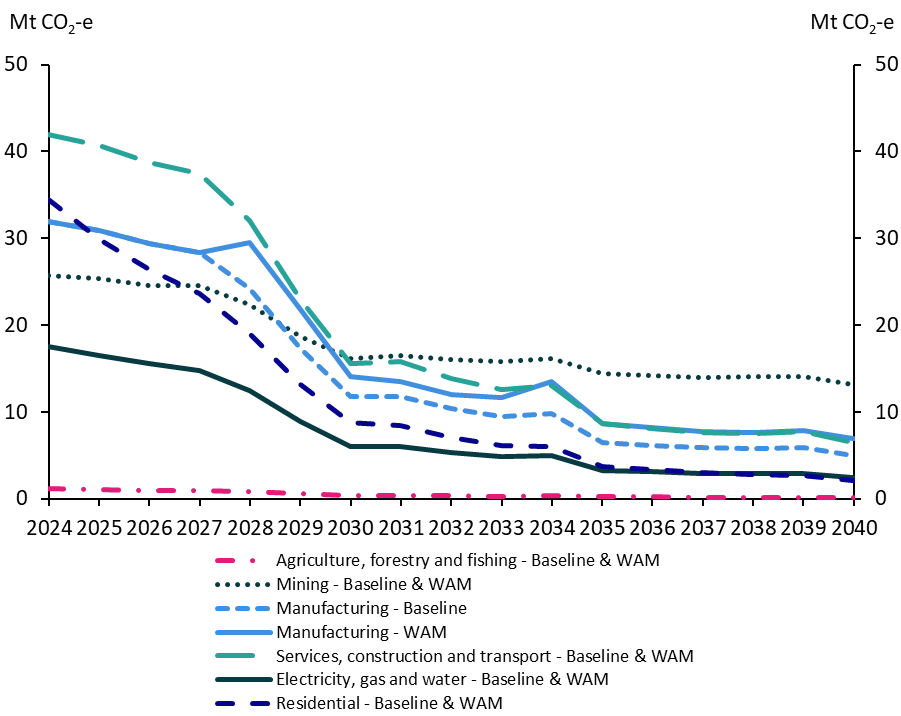 Mt CO₂-e Mt CO₂-e
50 50
40 40
30 30
20 20
10 10
0 0
2024 2025 2026 2027 2028 2029 2030 2031 2032 2033 2034 2035 2036 2037 2038 2039 2040
Agriculture, forestry and fishing - Baseline & WAM
Mining - Baseline & WAM
Manufacturing - Baseline
Manufacturing - WAM
Services, construction and transport - Baseline & WAM
Electricity, gas and water - Baseline & WAM
Residential - Baseline & WAM